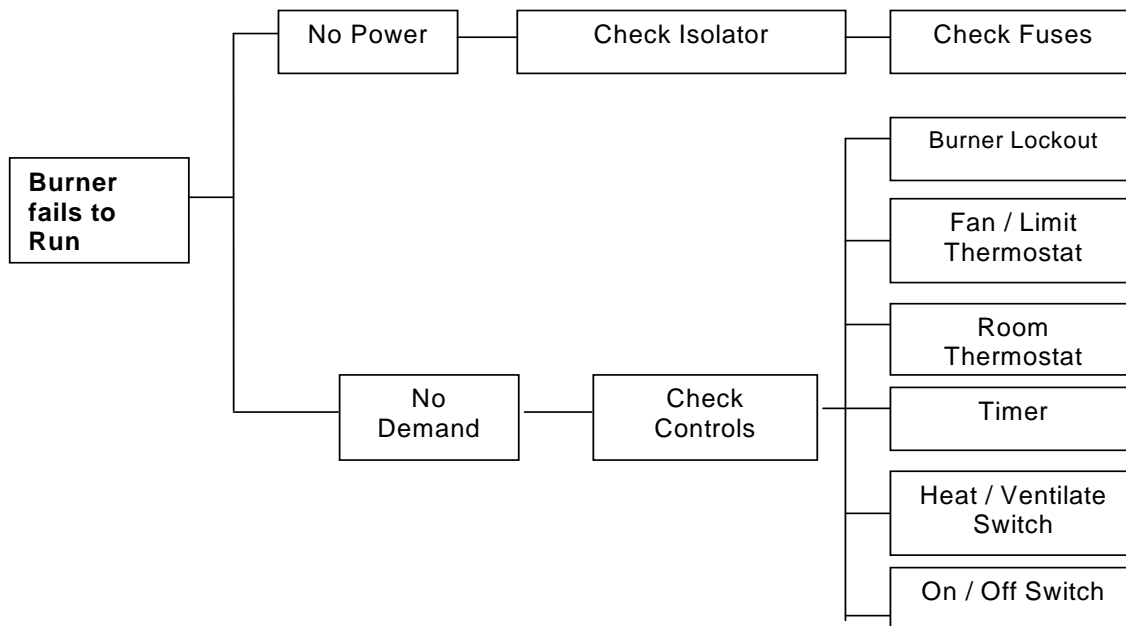 No Power
Check Isolator
Check Fuses
Burner
fails to
Run
Burner Lockout
Fan / Limit
Thermostat
Room
Thermostat
No
Demand
Check
Controls
Timer
Heat / Ventilate
Switch
On / Off Switch